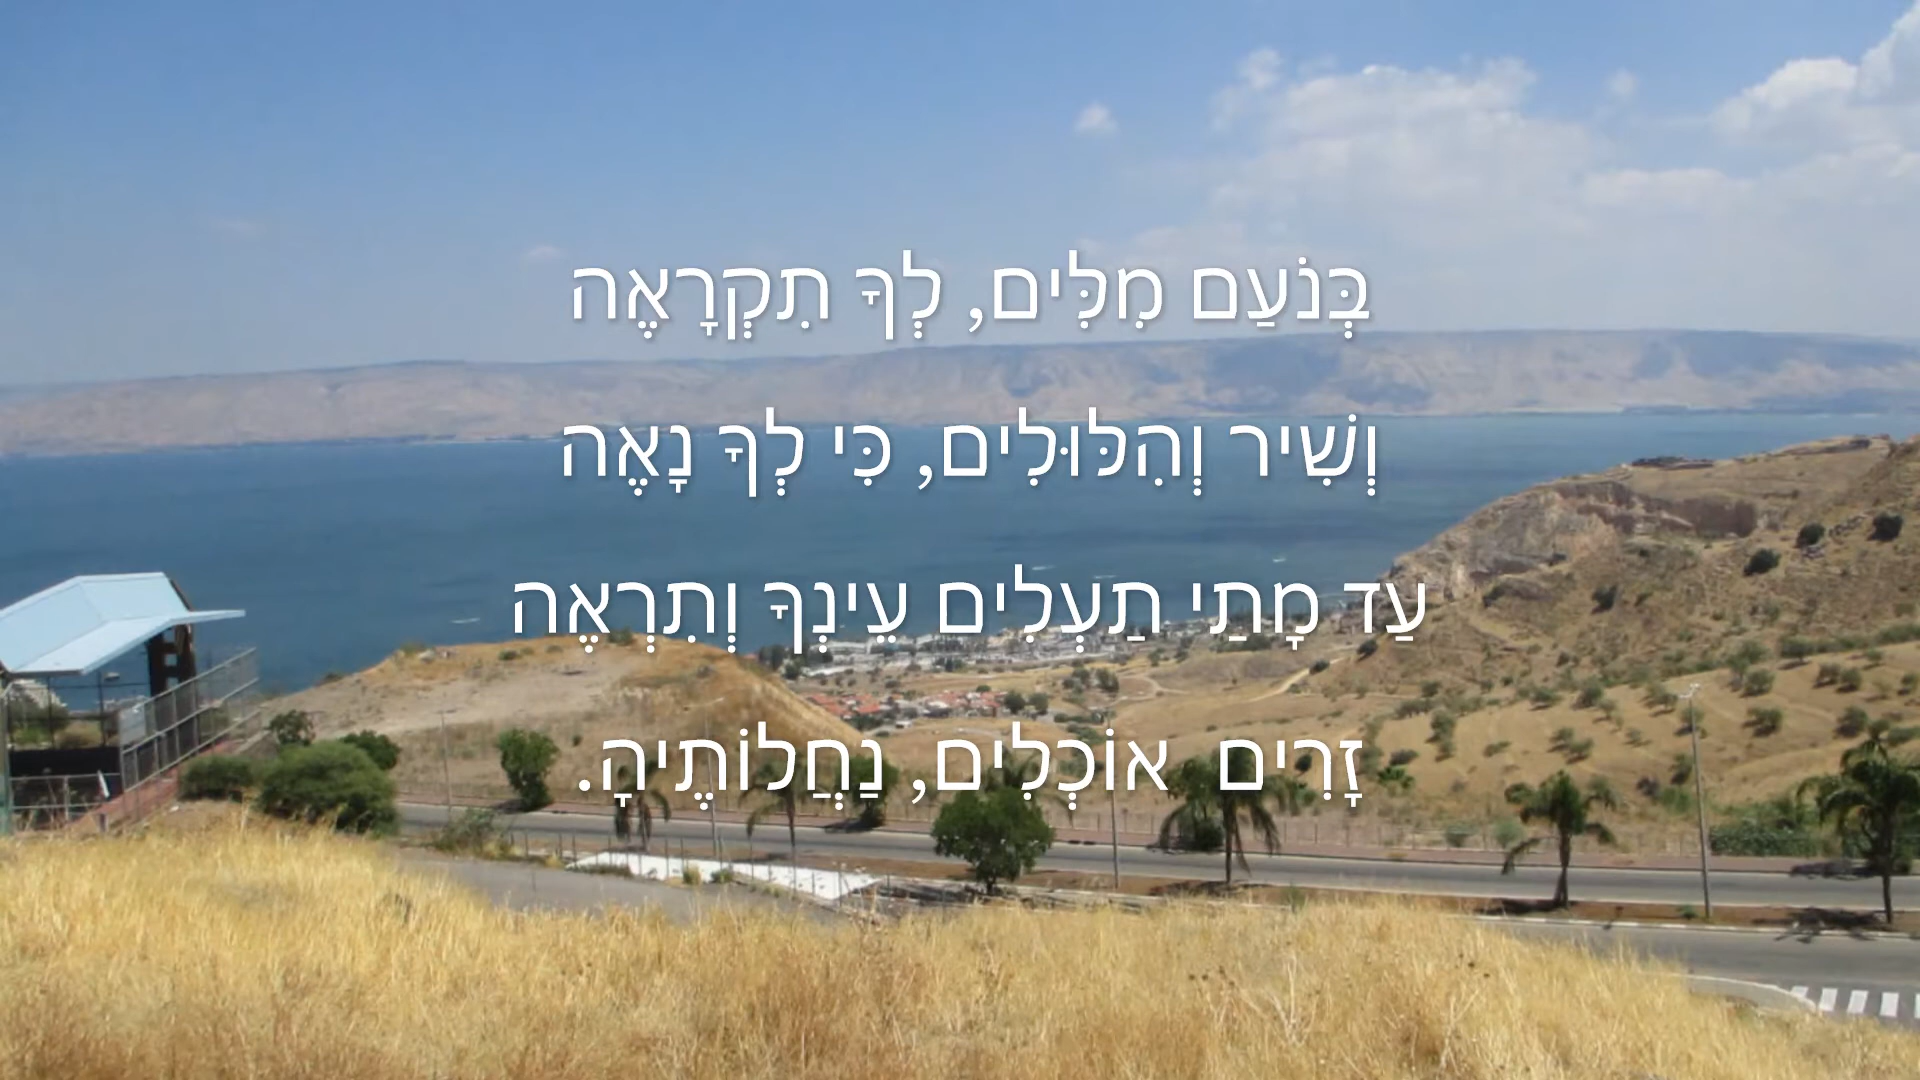 בְּנֹעַם מִלִּים, לְךָ תִקְרָאֶה
וְשִׁיר וְהִלּוּלִים, כִּי לְךָ נָאֶה
עַד מָתַי תַעְלִים עֵינְךָ וְתִרְאֶה
זָרִים אוֹכְלִים, נַחֲלוֹתֶיהָ.